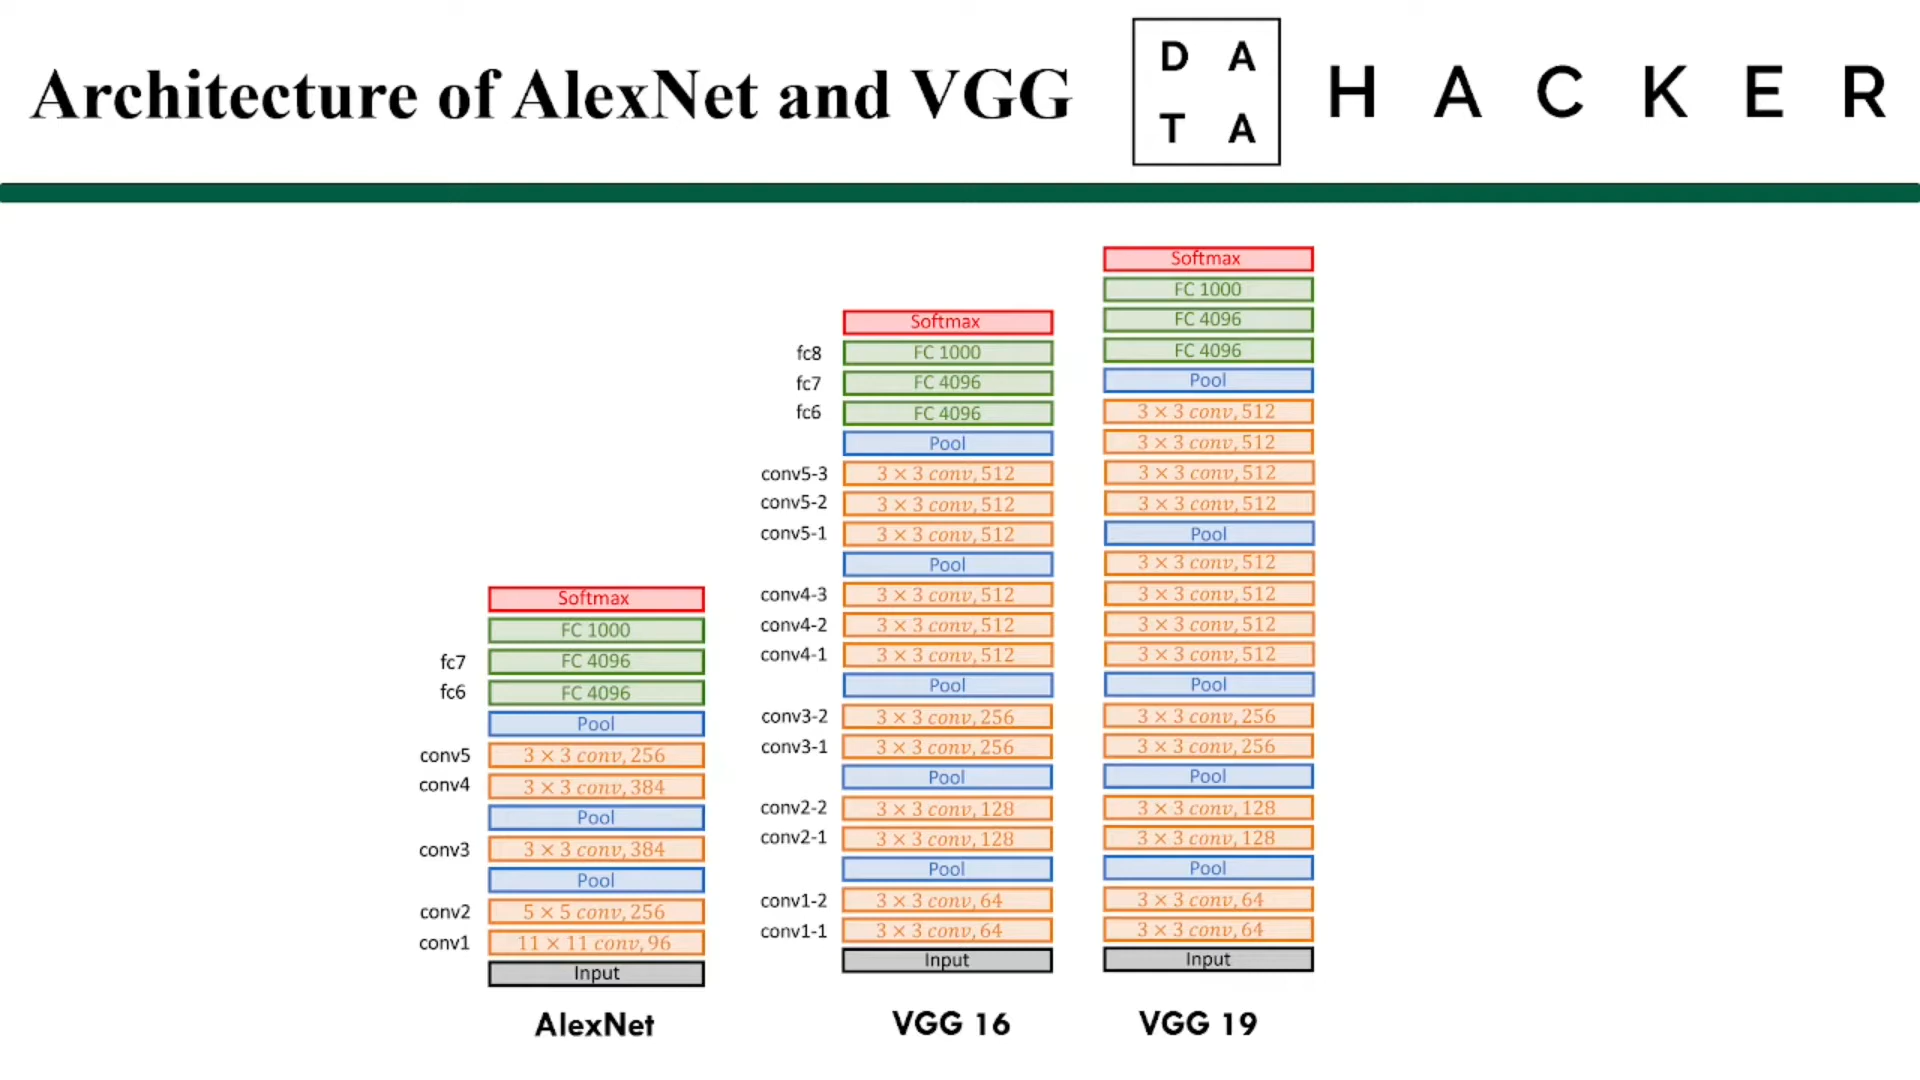 Architecture of AlexNet and VGG
D A
T A
H A C K E R
Softmax
FC 1000
fc7 FC 4096
fc6 FC 4096
Pool
conv5 3 × 3 conv, 256
conv4 3 × 3 conv, 384
Pool
conv3 3 × 3 conv, 384
Pool
conv2 5 × 5 conv, 256
conv1 11 × 11 conv, 96
Input
AlexNet
Softmax
fc8 FC 1000
fc7 FC 4096
fc6 FC 4096
Pool
conv5-3 3 × 3 conv, 512
conv5-2 3 × 3 conv, 512
conv5-1 3 × 3 conv, 512
Pool
conv4-3 3 × 3 conv, 512
conv4-2 3 × 3 conv, 512
conv4-1 3 × 3 conv, 512
Pool
conv3-2 3 × 3 conv, 256
conv3-1 3 × 3 conv, 256
Pool
conv2-2 3 × 3 conv, 128
conv2-1 3 × 3 conv, 128
Pool
conv1-2 3 × 3 conv, 64
conv1-1 3 × 3 conv, 64
Input
VGG 16
Softmax
FC 1000
FC 4096
FC 4096
Pool
3 × 3 conv, 512
3 × 3 conv, 512
3 × 3 conv, 512
3 × 3 conv, 512
Pool
3 × 3 conv, 512
3 × 3 conv, 512
3 × 3 conv, 512
3 × 3 conv, 512
Pool
3 × 3 conv, 256
3 × 3 conv, 256
Pool
3 × 3 conv, 128
3 × 3 conv, 128
Pool
3 × 3 conv, 64
3 × 3 conv, 64
Input
VGG 19